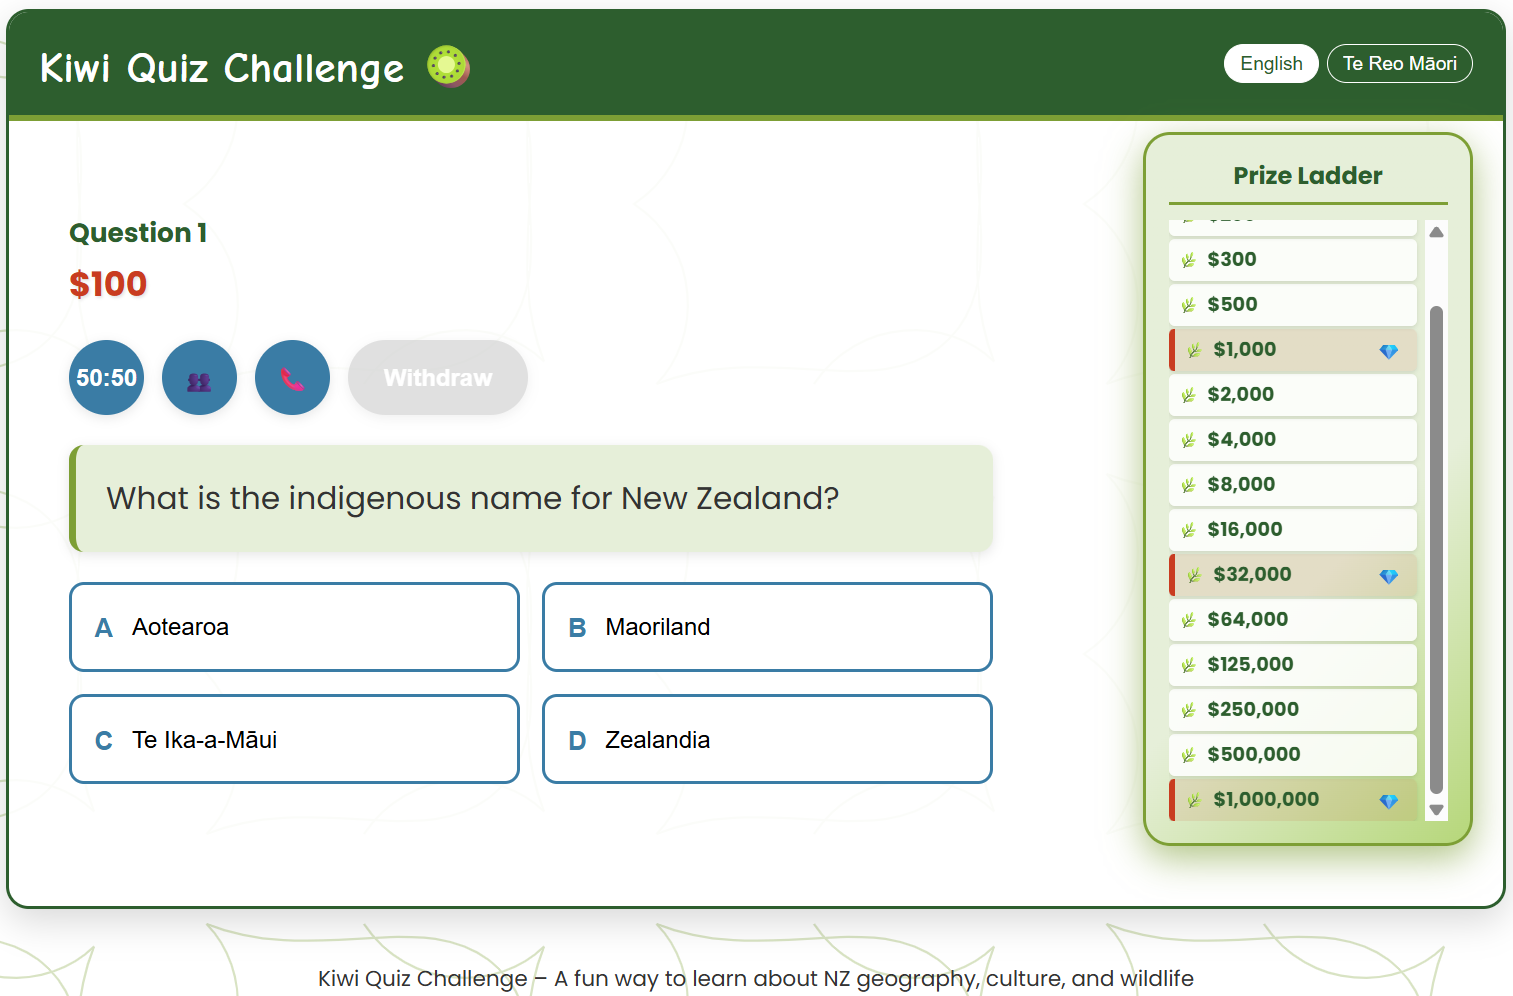 Kiwi Quiz Challenge
English
Te Reo Māori
Question 1
$100
50:50
Withdraw
What is the indigenous name for New Zealand?
A Aotearoa
B Maoriland
C Te Ika-a-Māui
D Zealandia
Prize Ladder
$300
$500
$1,000
$2,000
$4,000
$8,000
$16,000
$32,000
$64,000
$125,000
$250,000
$500,000
$1,000,000
Kiwi Quiz Challenge – A fun way to learn about NZ geography, culture, and wildlife